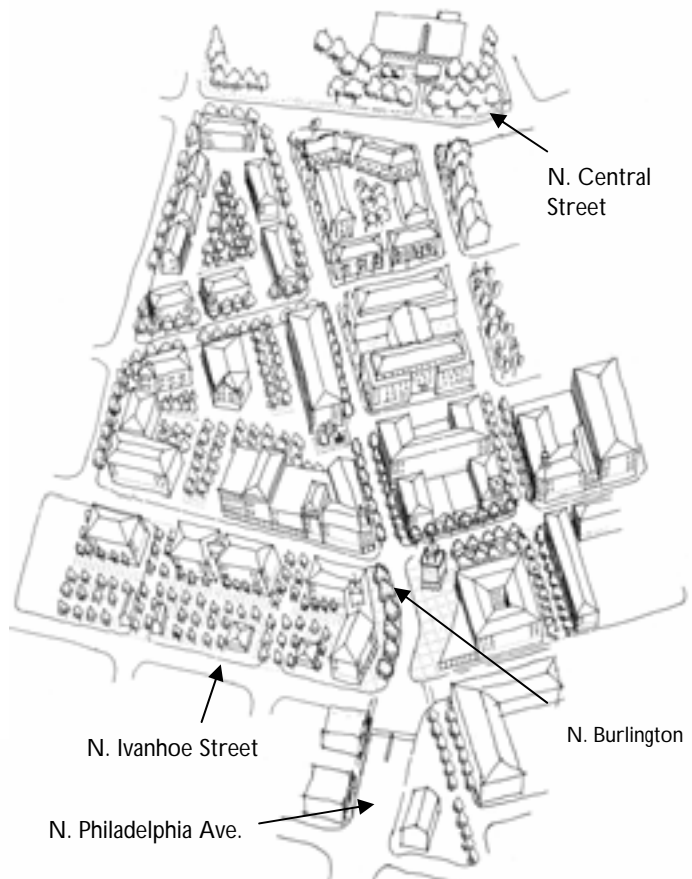 N. Central
Street
N. Burlington
N. Ivanhoe Street
N. Philadelphia Ave.